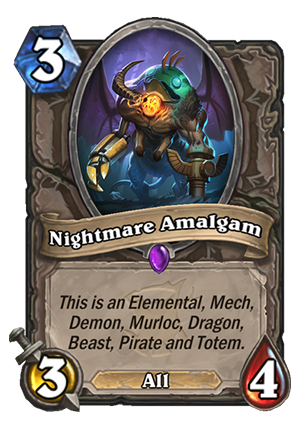 3
Nightmare Amalgam
This is an Elemental, Mech,
Demon, Murloc, Dragon,
Beast, Pirate and Totem.
3
All
4